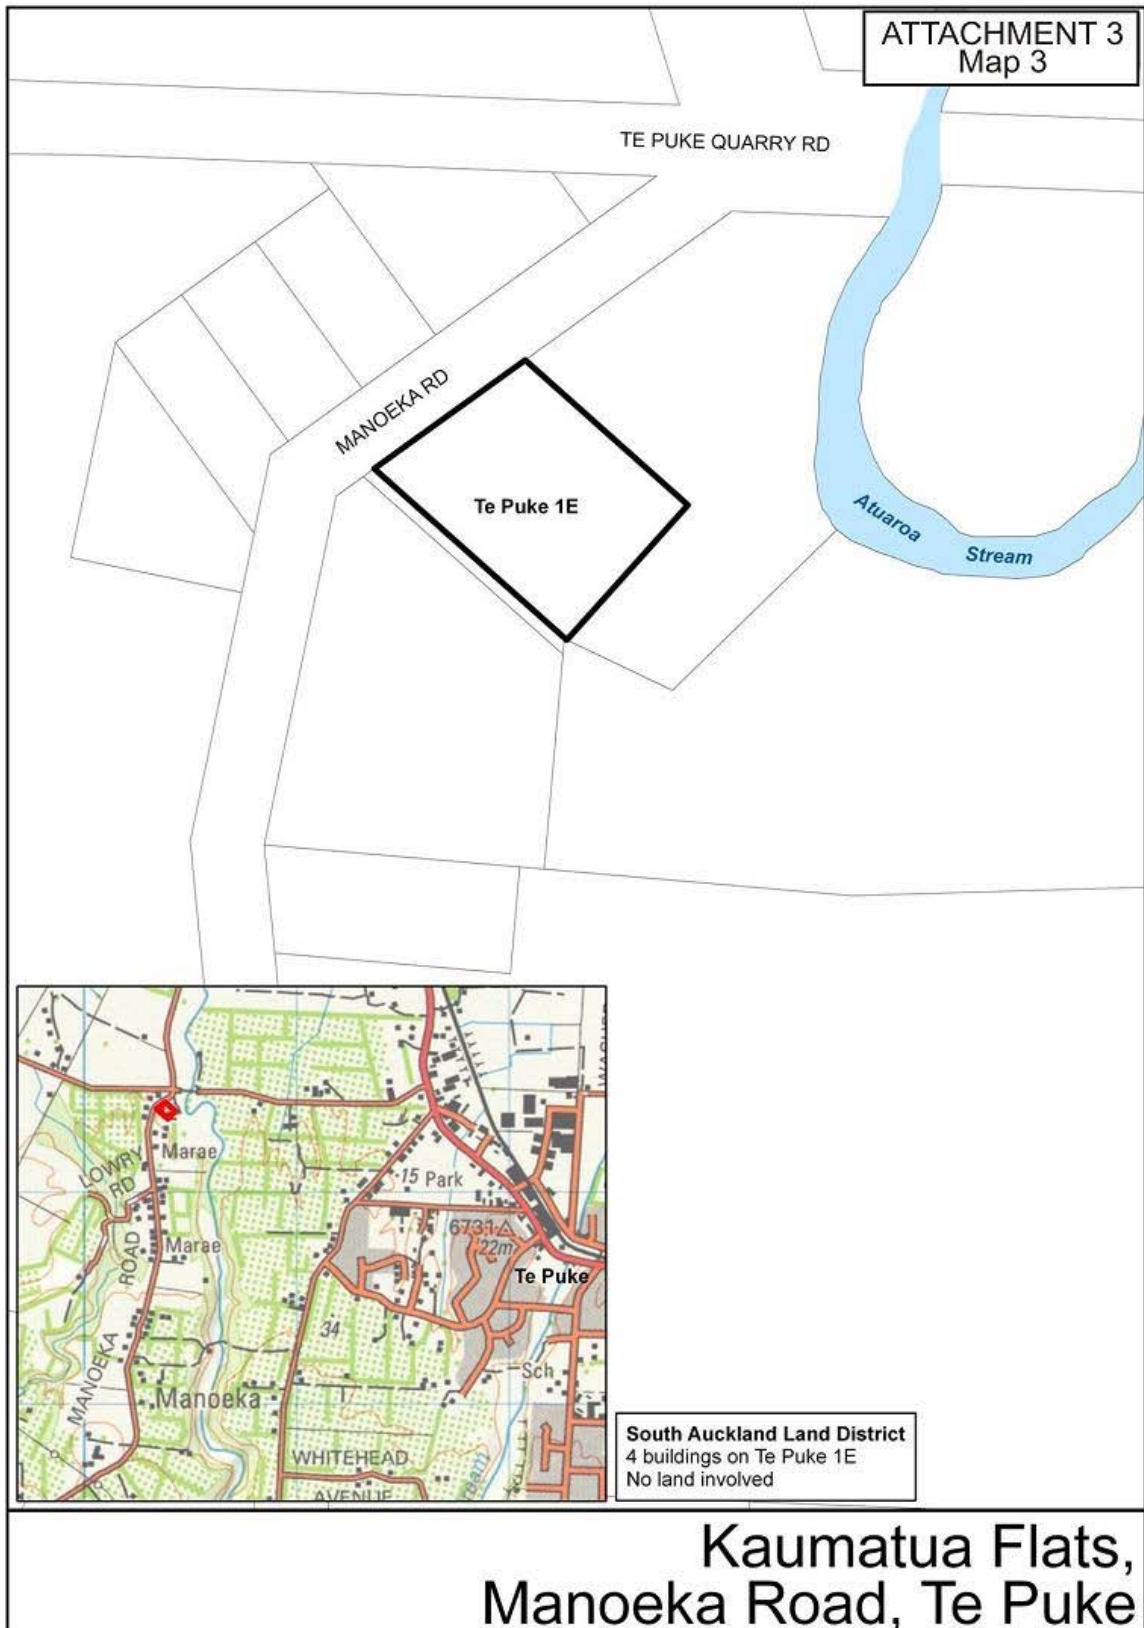 ATTACHMENT 3
Map 3
TE PUKE QUARRY RD
MANOEKA RD
Te Puke 1E
Atuaroa
Stream
Marae
LOWRY
RD
15 Park
6731
22m
ROAD
Marae
Te Puke
34
MANOEKA
Sch
Manoeka
WHITEHEAD
AVENUE
South Auckland Land District
4 buildings on Te Puke 1E
No land involved
Kaumatua Flats,
Manoeka Road, Te Puke